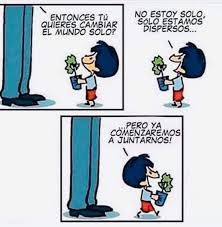 ENTONCES TÚ
QUIERES CAMBIAR
EL MUNDO SOLO?
NO ESTOY SOLO,
SOLO ESTAMOS
DISPERSOS...
...PERO YA
COMENZAREMOS
A JUNTARNOS!